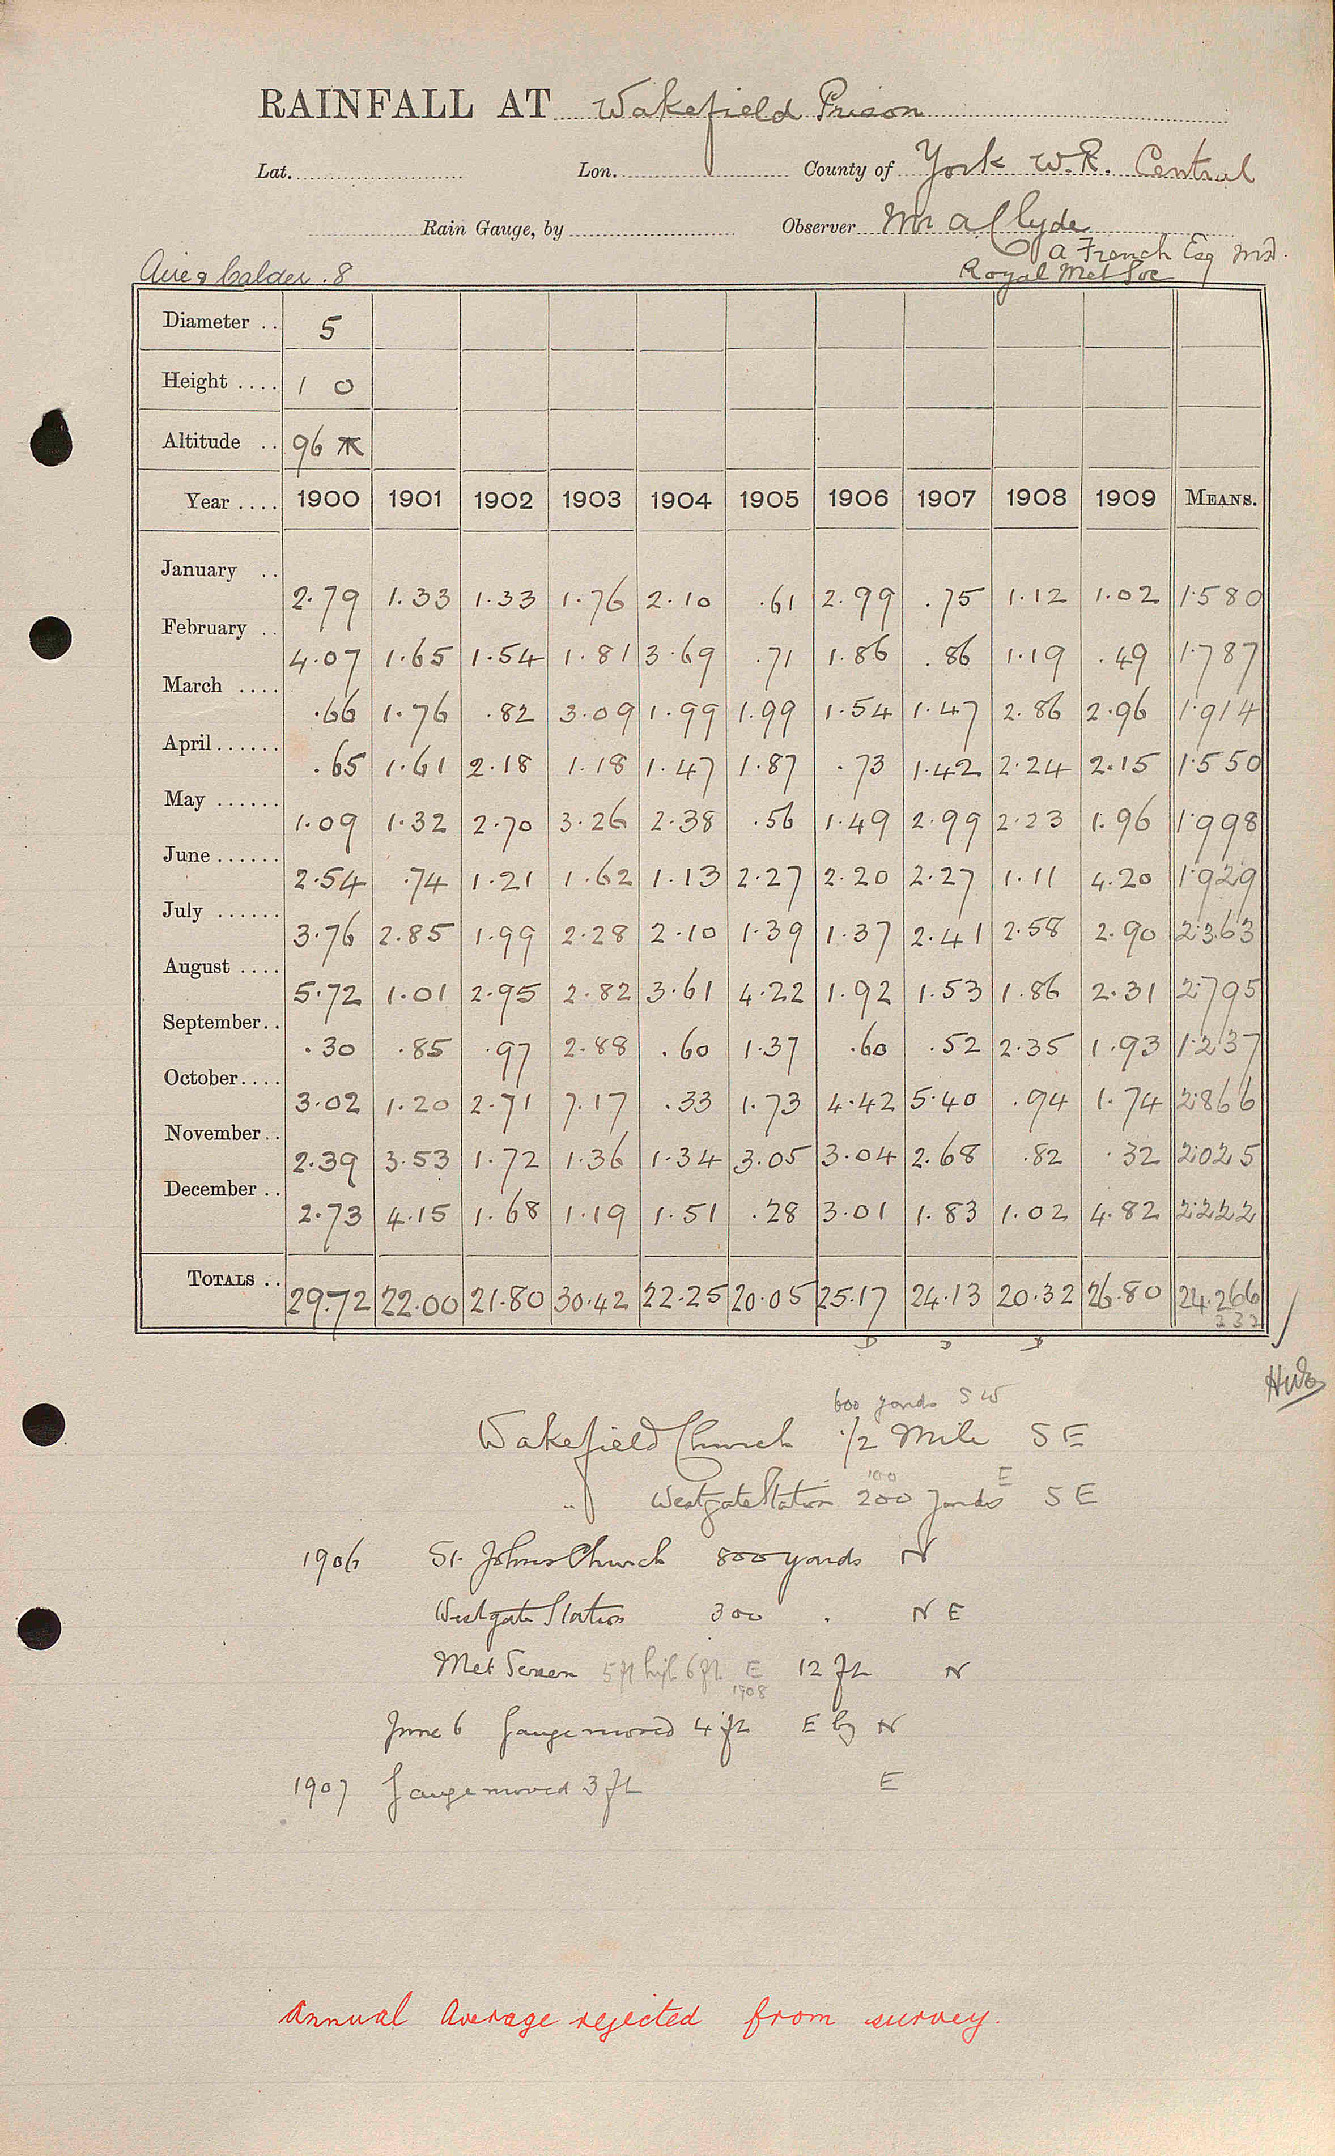 RAINFALL AT Wakefield Prison
Lat. Lon. County of York W.R. Central
Rain Gauge, by Observer Mr A Clyde
A French Esq MD.
Aire & Calder . 8 Royal Met Soc
Diameter .. 5
Height .... 1 0
Altitude .. 96
Year .... 1900 1901 1902 1903 1904 1905 1906 1907 1908 1909 MEANS.
January .. 2.79 1.33 1.33 1.76 2.10 .61 2.99 .75 1.12 1.02 1.580
February .. 4.07 1.65 1.54 1.81 3.69 .71 1.86 .86 1.19 .49 1.787
March .... .66 1.76 .82 3.09 1.99 1.99 1.54 1.47 2.86 2.96 1.914
April ...... .65 1.61 2.18 1.18 1.47 1.87 .73 1.42 2.24 2.15 1.550
May ...... 1.09 1.32 2.70 3.26 2.38 .56 1.49 2.99 2.23 1.96 1.998
June ...... 2.54 .74 1.21 1.62 1.13 2.27 2.20 2.27 1.11 4.20 1.929
July ...... 3.76 2.85 1.99 2.28 2.10 1.39 1.37 2.41 2.58 2.90 2.363
August .... 5.72 1.01 2.95 2.82 3.61 4.22 1.92 1.53 1.86 2.31 2.795
September.. .30 .85 .97 2.88 .60 1.37 .60 .52 2.35 1.93 1.237
October.... 3.02 1.20 2.71 7.17 .33 1.73 4.42 5.40 .94 1.74 2.866
November.. 2.39 3.53 1.72 1.36 1.34 3.05 3.04 2.68 .82 .32 2.025
December .. 2.73 4.15 1.68 1.19 1.51 .28 3.01 1.83 1.02 4.82 2.222
TOTALS .. 29.72 22.00 21.80 30.42 22.25 20.05 25.17 24.13 20.32 26.80 24.266
232
600 yards SW
Wakefield Church 1/2 Mile SE
100 E
" Westgate Station 200 yards SE
1906 St. Johns Church 800 yards N
Westgate Station 300 . NE
Met Screen 5 ft high 6 ft E 12 ft N
1908
June 6 Gauge moved 4 ft E by N
1907 Gauge moved 3 ft E
Annual Average rejected from survey.